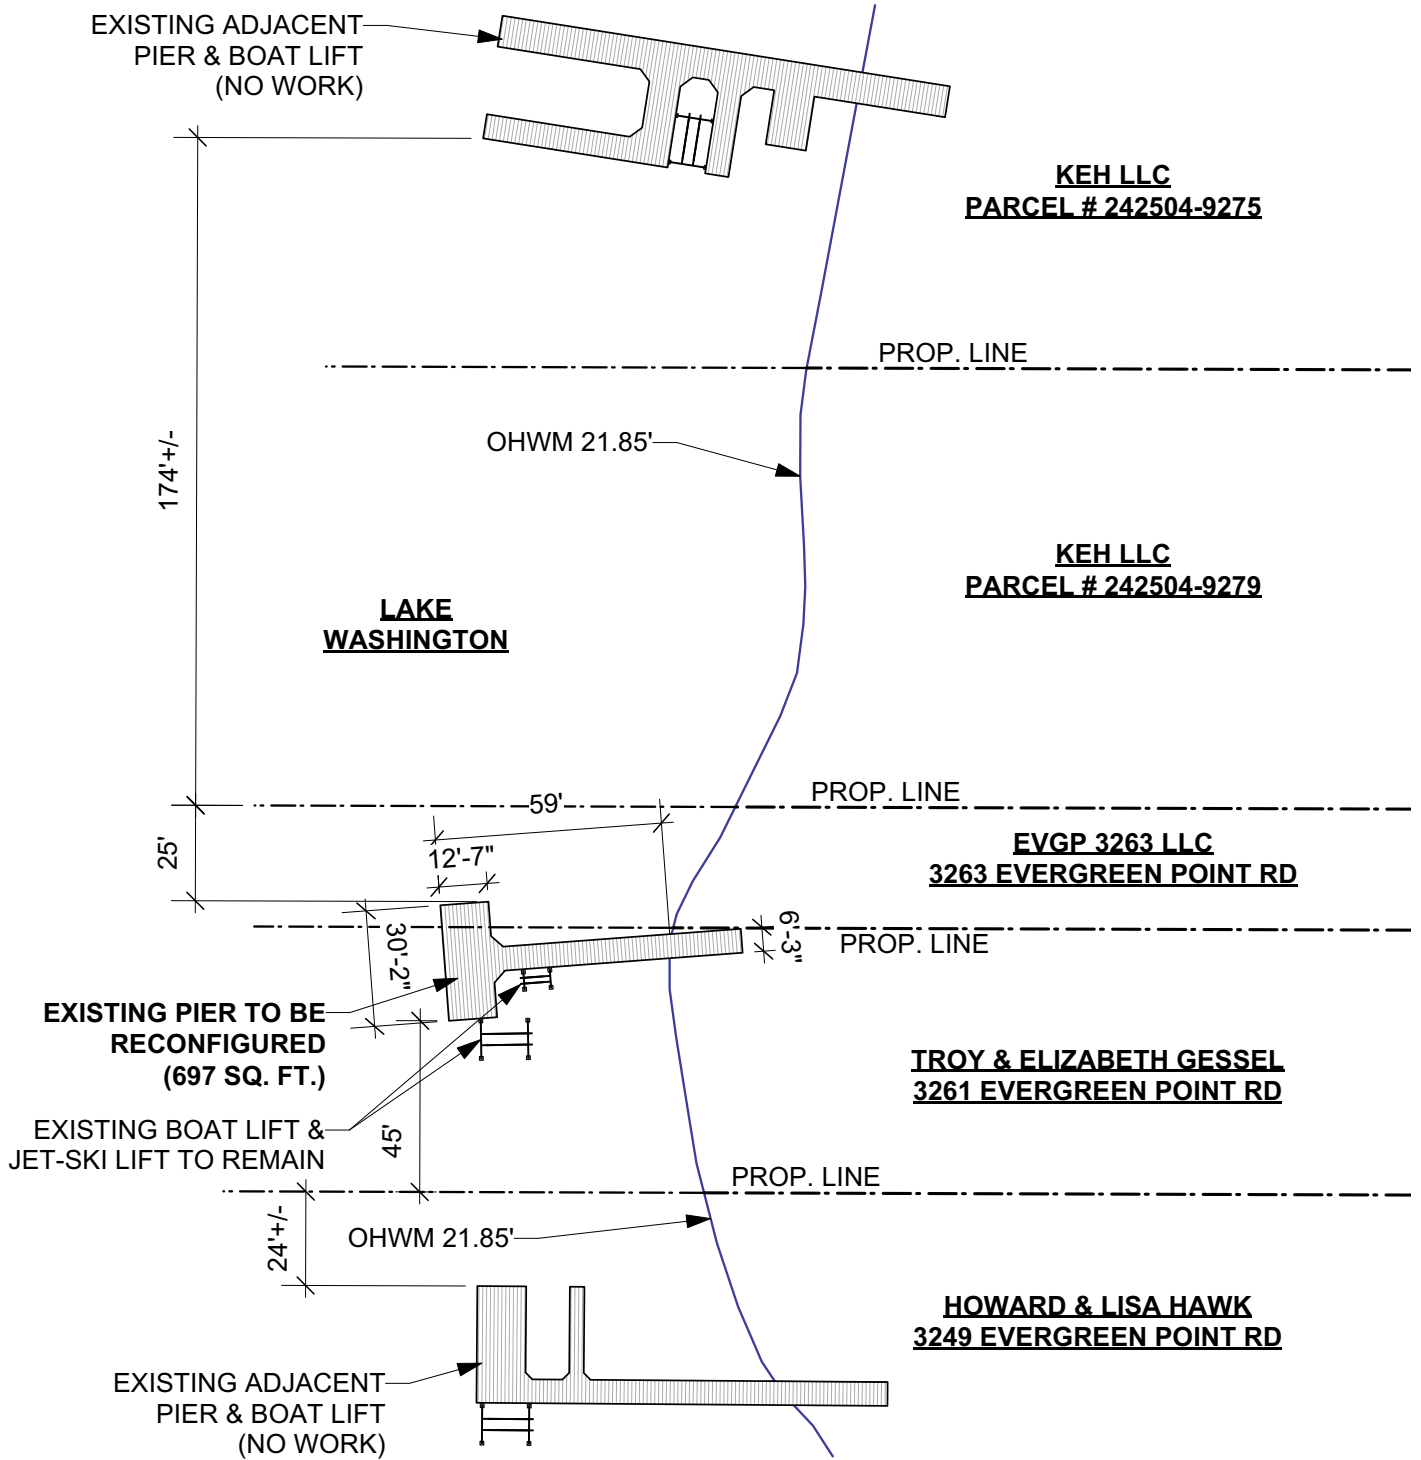 EXISTING ADJACENT
PIER & BOAT LIFT
(NO WORK)
KEH LLC
PARCEL # 242504-9275
PROP. LINE
174'+/-
OHWM 21.85'
KEH LLC
PARCEL # 242504-9279
LAKE
WASHINGTON
PROP. LINE
59'
25'
12'-7"
EVGP 3263 LLC
3263 EVERGREEN POINT RD
30'-2"
6'-3"
PROP. LINE
EXISTING PIER TO BE
RECONFIGURED
(697 SQ. FT.)
TROY & ELIZABETH GESSEL
3261 EVERGREEN POINT RD
EXISTING BOAT LIFT &
JET-SKI LIFT TO REMAIN
45'
PROP. LINE
24'+/-
OHWM 21.85'
HOWARD & LISA HAWK
3249 EVERGREEN POINT RD
EXISTING ADJACENT
PIER & BOAT LIFT
(NO WORK)